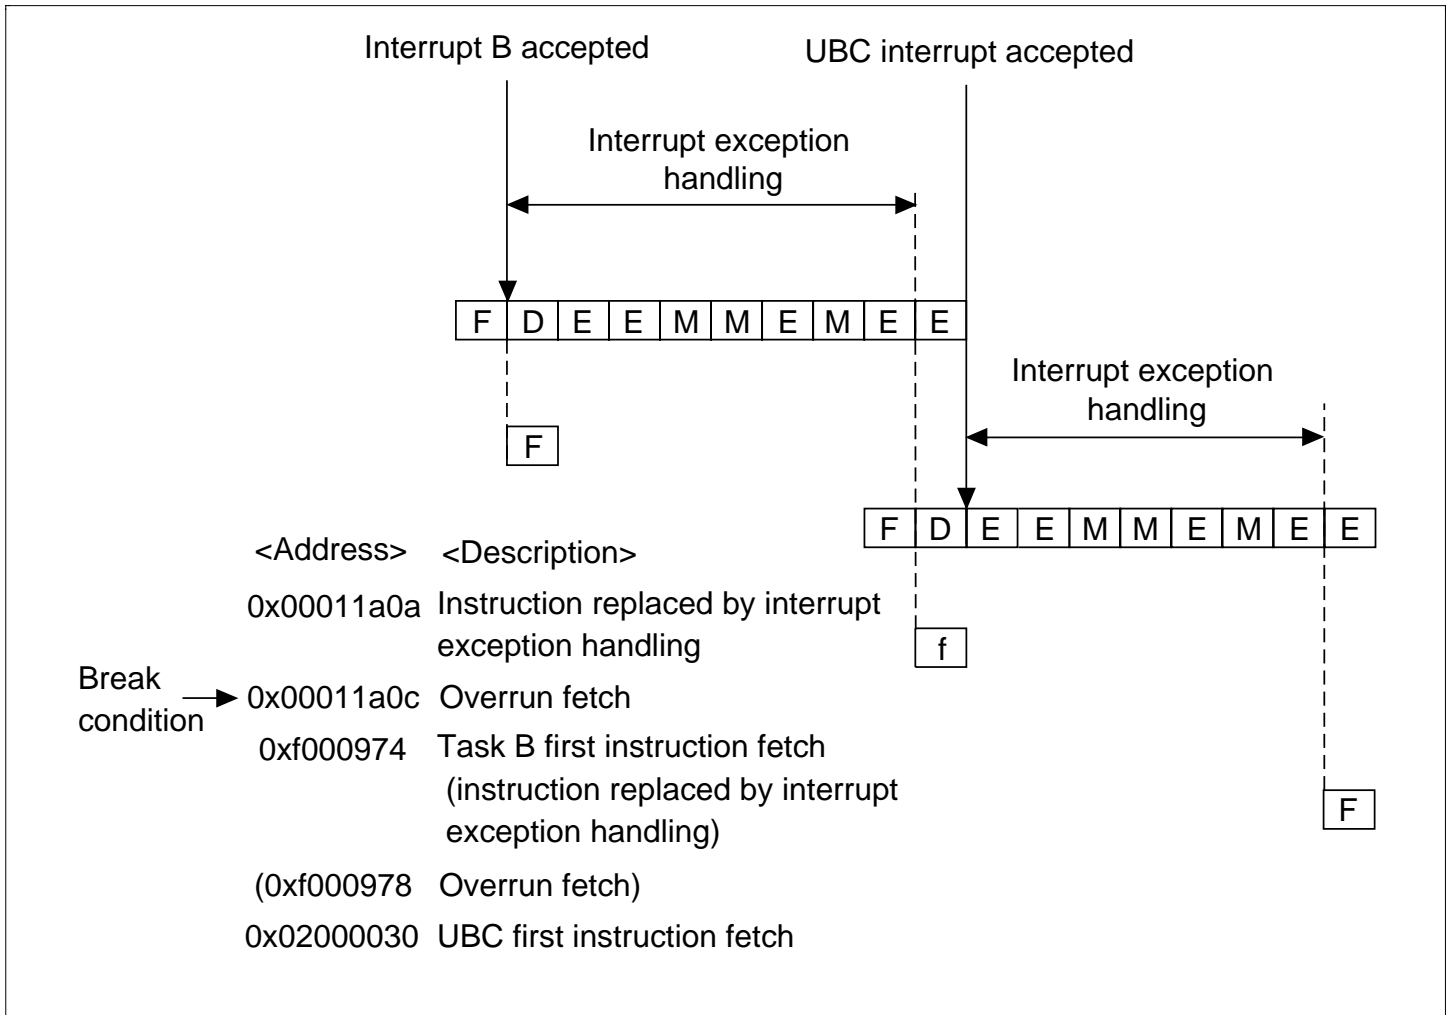 Interrupt B accepted
UBC interrupt accepted
Interrupt exception
handling
F D E E M M E M E E
Interrupt exception
handling
F
F D E E M M E M E E
<Address> <Description>
0x00011a0a Instruction replaced by interrupt
exception handling
f
Break
condition
0x00011a0c Overrun fetch
0xf000974 Task B first instruction fetch
(instruction replaced by interrupt
exception handling)
F
(0xf000978 Overrun fetch)
0x02000030 UBC first instruction fetch